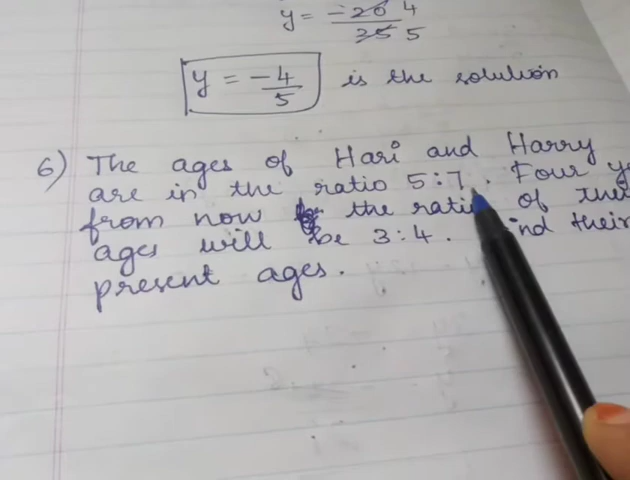 y = -20 4
35 5
y = -4 is the solution
5
6) The ages of Hari and Harry
are in the ratio 5:7. Four
from now the ratio of
ages will be 3:4. their
present ages.